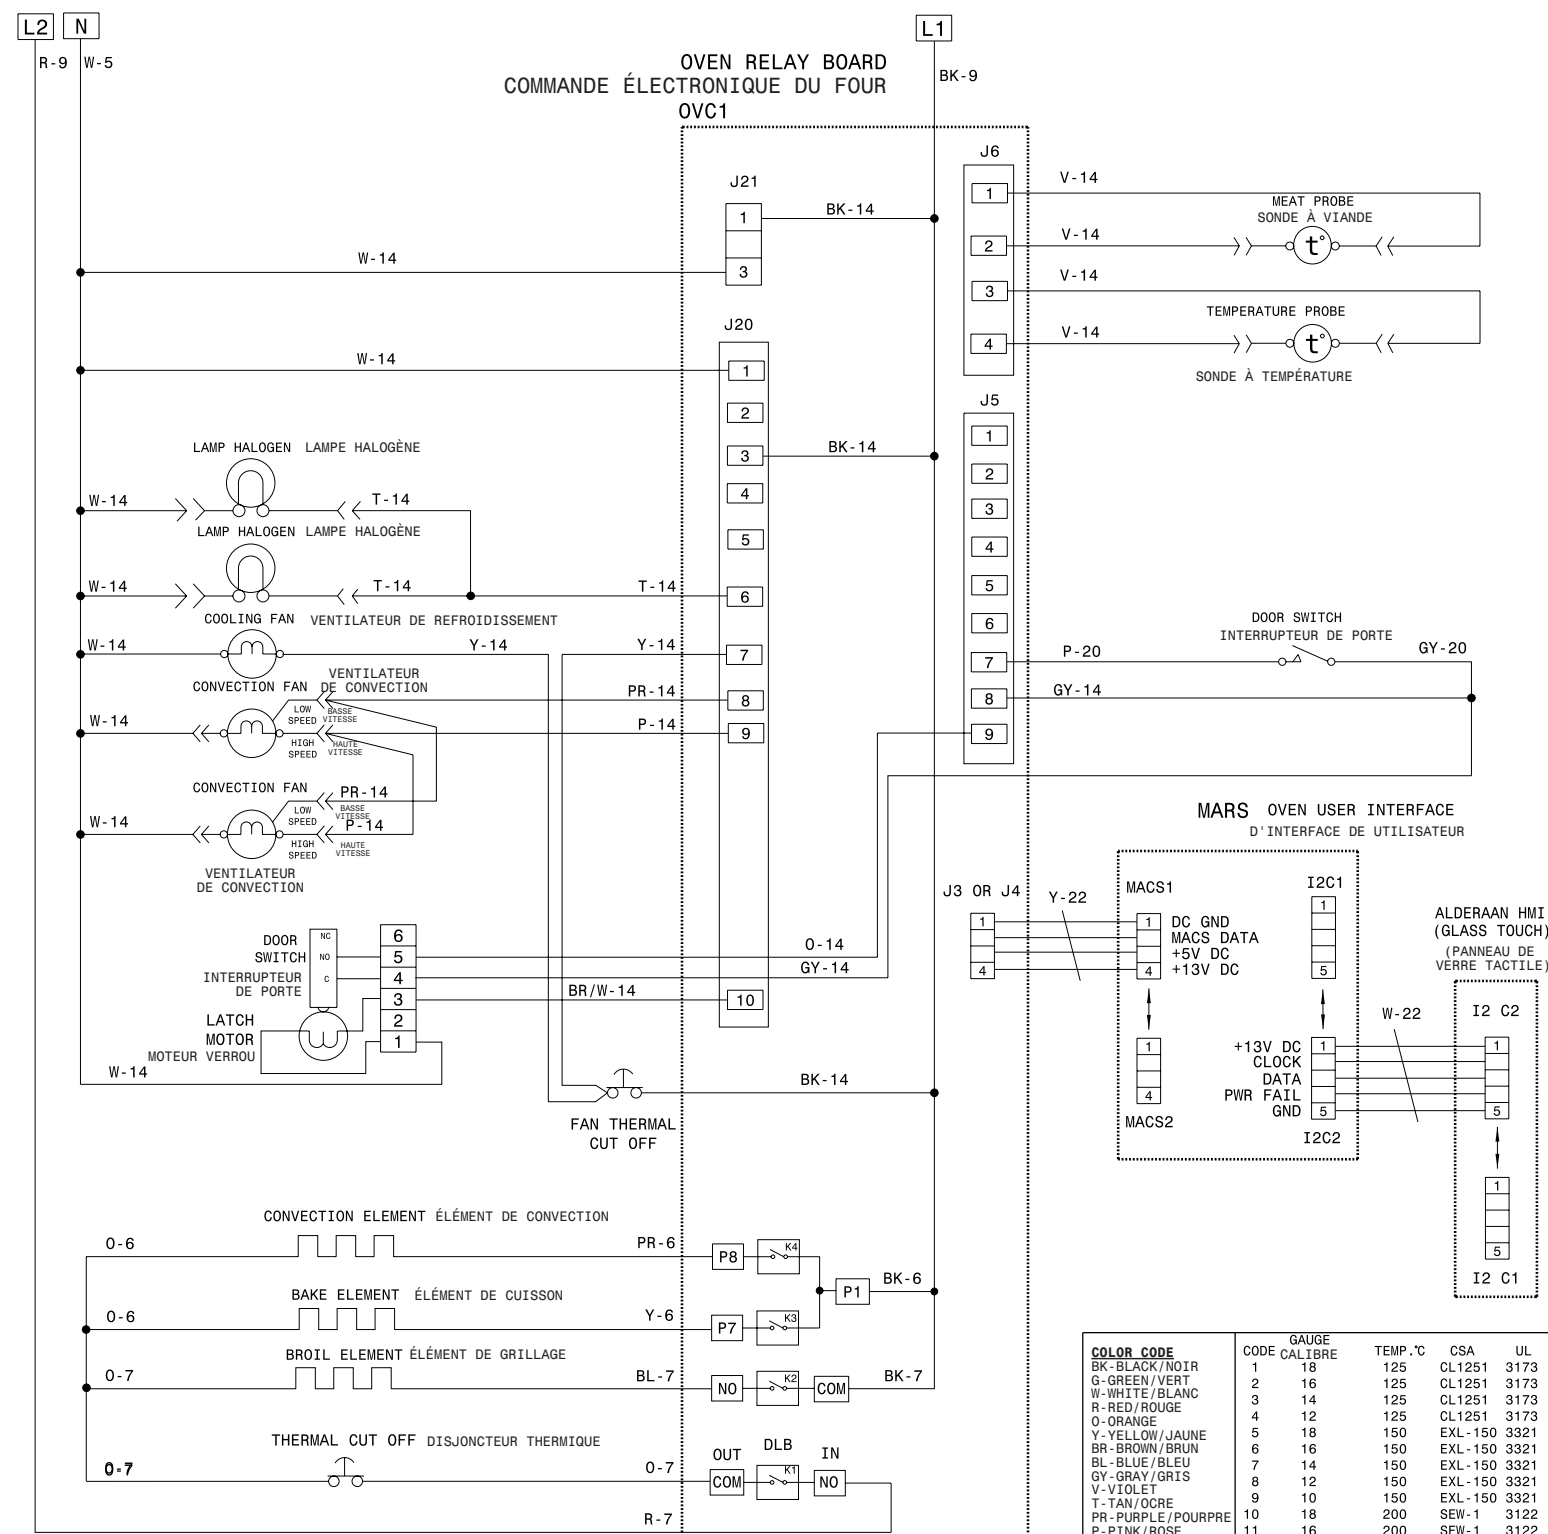 L2 N L1
R-9 W-5 BK-9
OVEN RELAY BOARD
COMMANDE ÉLECTRONIQUE DU FOUR
OVC1
J21
1
3
BK-14
W-14
J6
1
2
3
4
V-14
V-14
V-14
V-14
MEAT PROBE
SONDE À VIANDE
t°
TEMPERATURE PROBE
t°
SONDE À TEMPÉRATURE
J20
1
2
3
4
5
6
7
8
9
10
W-14
BK-14
J5
1
2
3
4
5
6
7
8
9
LAMP HALOGEN LAMPE HALOGÈNE
W-14 T-14
LAMP HALOGEN LAMPE HALOGÈNE
W-14 T-14 T-14
COOLING FAN VENTILATEUR DE REFROIDISSEMENT
W-14 Y-14 Y-14
VENTILATEUR
DE CONVECTION
CONVECTION FAN
LOW
SPEED
BASSE
VITESSE
PR-14
W-14
HIGH
SPEED
HAUTE
VITESSE
P-14
CONVECTION FAN
PR-14
LOW
SPEED
BASSE
VITESSE
W-14
P-14
HIGH
SPEED
HAUTE
VITESSE
VENTILATEUR
DE CONVECTION
DOOR SWITCH
INTERRUPTEUR DE PORTE
P-20 GY-20
GY-14
DOOR
SWITCH
INTERRUPTEUR
DE PORTE
NC
NO
C
6
5
4
3
2
1
O-14
GY-14
BR/W-14
LATCH
MOTOR
MOTEUR VERROU
W-14
BK-14
FAN THERMAL
CUT OFF
MARS OVEN USER INTERFACE
D'INTERFACE DE UTILISATEUR
J3 OR J4
1
4
Y-22
MACS1
1 DC GND
MACS DATA
+5V DC
4 +13V DC
1
4
MACS2
I2C1
1
5
+13V DC 1
CLOCK
DATA
PWR FAIL
GND 5
I2C2
W-22
ALDERAAN HMI
(GLASS TOUCH)
(PANNEAU DE
VERRE TACTILE)
I2 C2
1
5
1
5
I2 C1
CONVECTION ELEMENT ÉLÉMENT DE CONVECTION
O-6 PR-6 P8 K4
P1 BK-6
BAKE ELEMENT ÉLÉMENT DE CUISSON
O-6 Y-6 P7 K3
BROIL ELEMENT ÉLÉMENT DE GRILLAGE
O-7 BL-7 NO K2 COM BK-7
THERMAL CUT OFF DISJONCTEUR THERMIQUE
OUT DLB IN
O-7 O-7 COM K1 NO
R-7
COLOR CODE
BK-BLACK/NOIR
G-GREEN/VERT
W-WHITE/BLANC
R-RED/ROUGE
O-ORANGE
Y-YELLOW/JAUNE
BR-BROWN/BRUN
BL-BLUE/BLEU
GY-GRAY/GRIS
V-VIOLET
T-TAN/OCRE
PR-PURPLE/POURPRE
P-PINK/ROSE
CODE GAUGE CALIBRE TEMP.°C CSA UL
1 18 125 CL1251 3173
2 16 125 CL1251 3173
3 14 125 CL1251 3173
4 12 125 CL1251 3173
5 18 150 EXL-150 3321
6 16 150 EXL-150 3321
7 14 150 EXL-150 3321
8 12 150 EXL-150 3321
9 10 150 EXL-150 3321
10 18 200 SEW-1 3122
11 16 200 SEW-1 3122